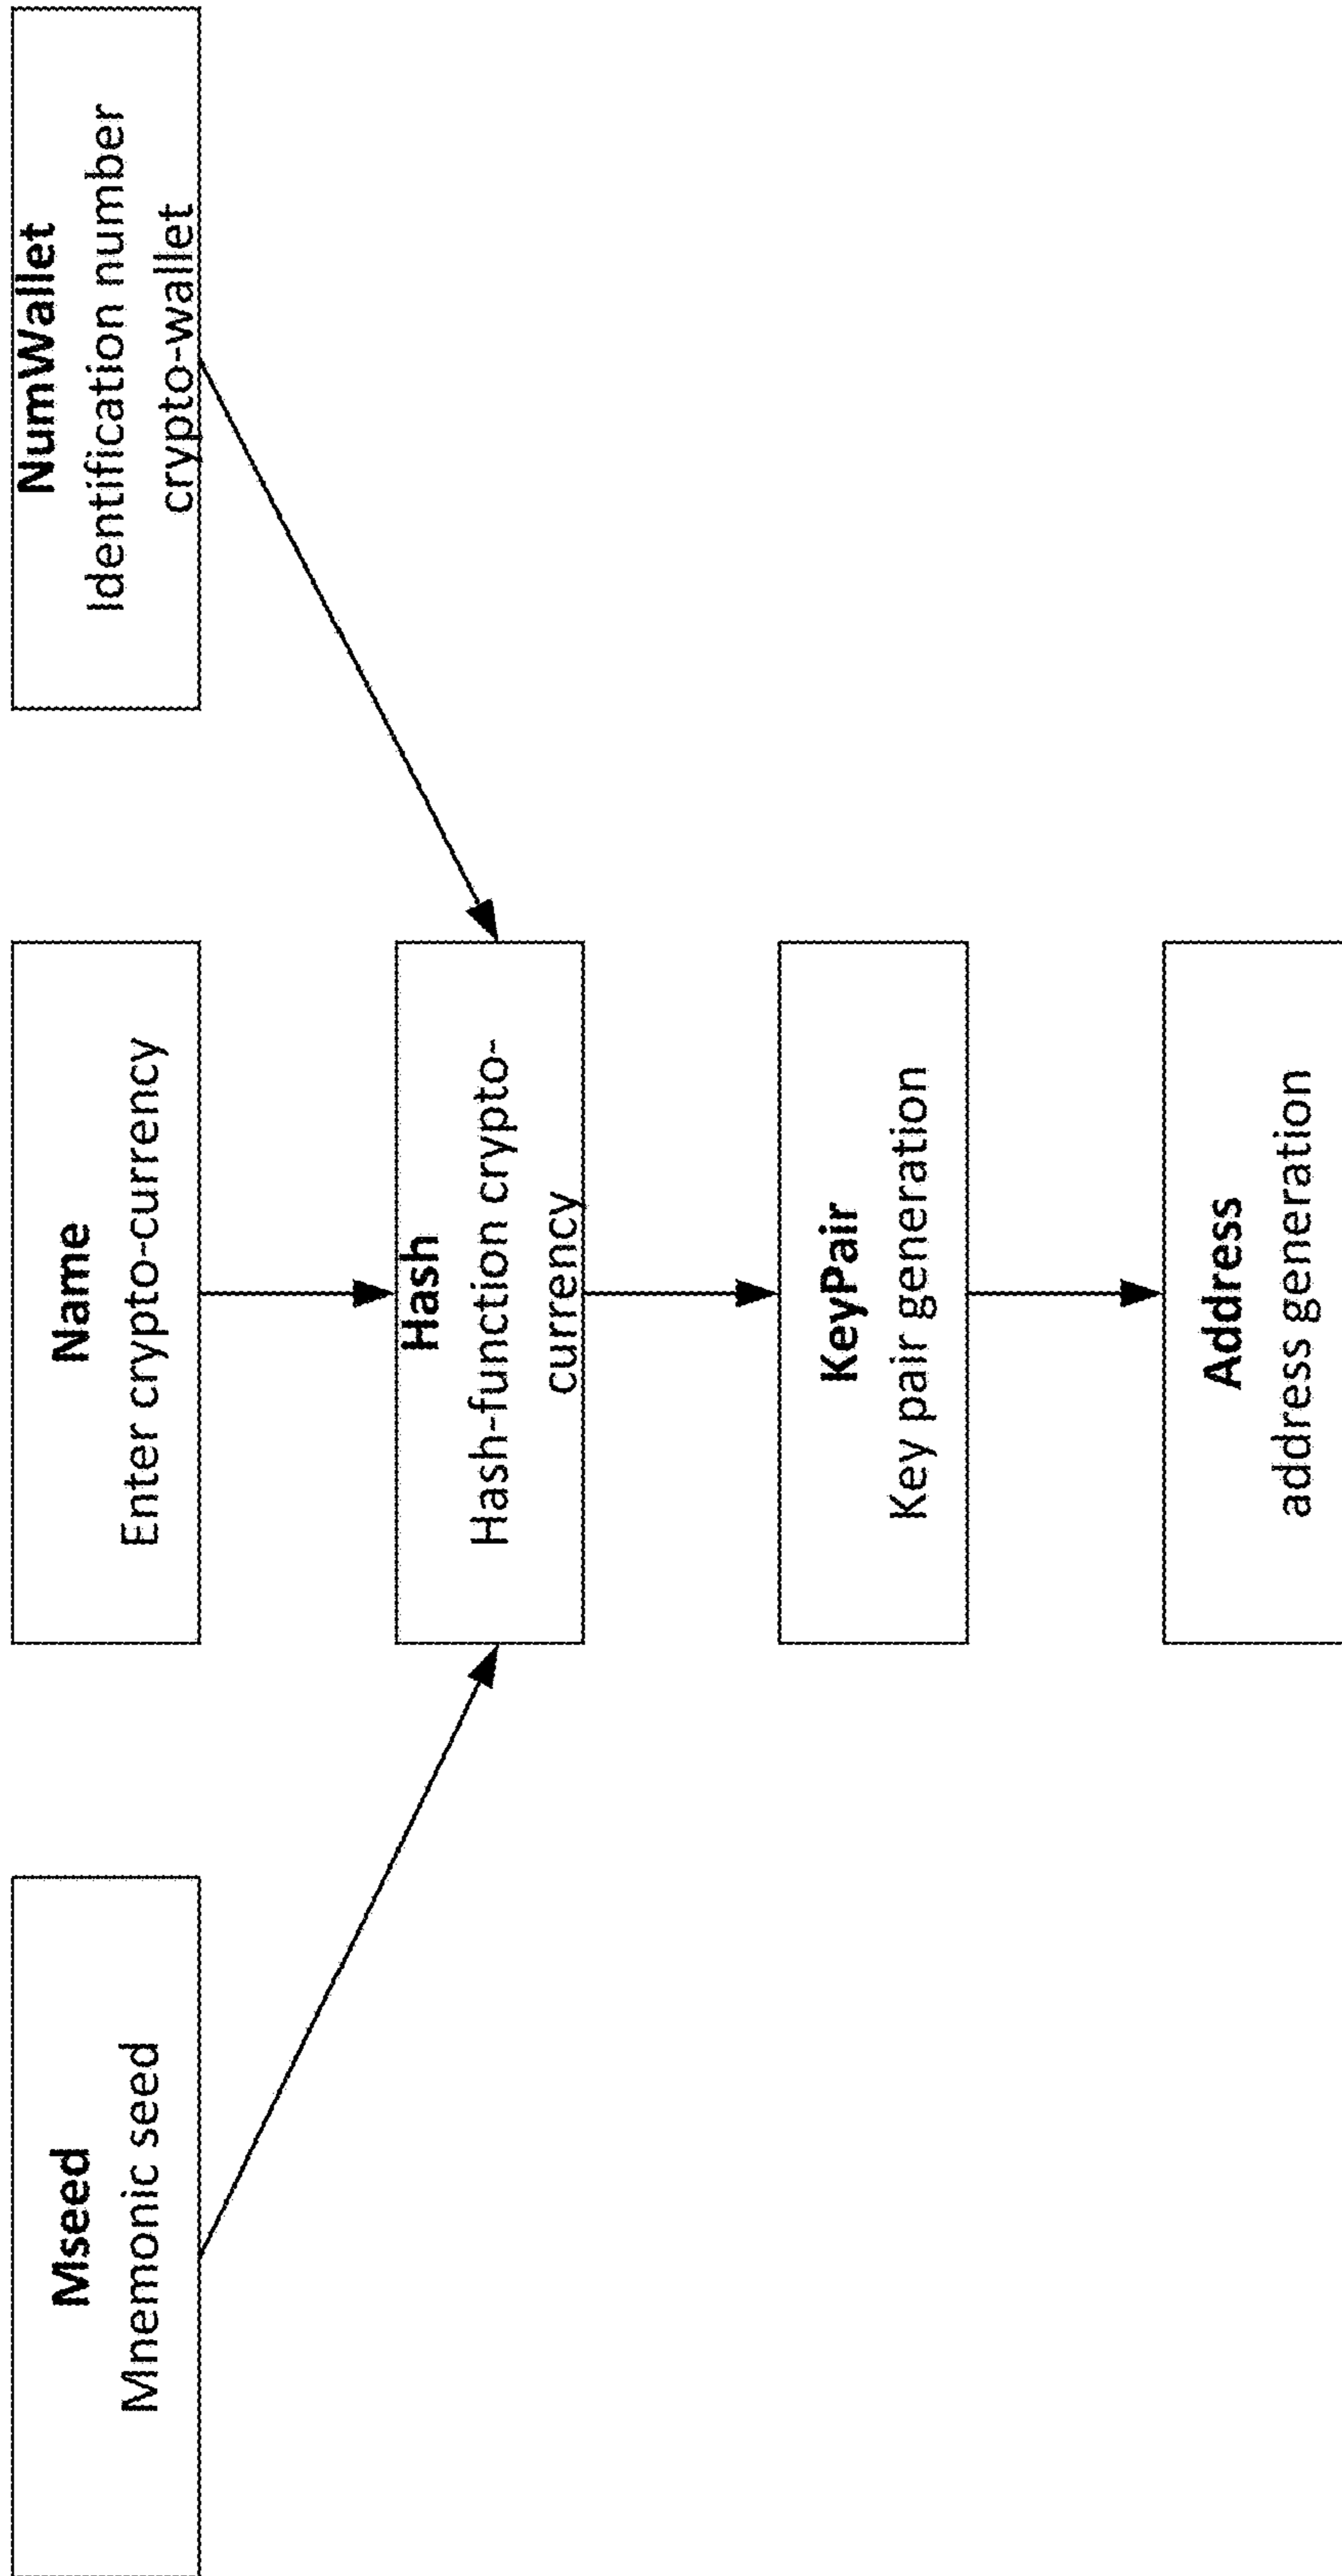 Mseed
Mnemonic seed
Name
Enter crypto-currency
NumWallet
Identification number
crypto-wallet
Hash
Hash-function crypto-
currency
KeyPair
Key pair generation
Address
address generation